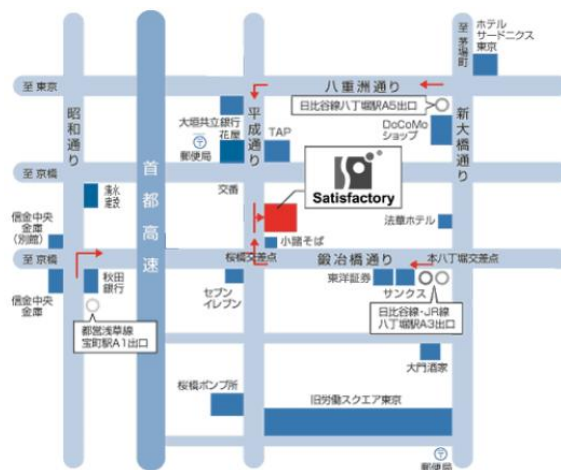 ホテル
サードニクス
東京
至 茅場町
至 東京
八重洲通り
日比谷線八丁堀駅A5出口
昭和通り
大垣共立銀行
花屋
平成通り
TAP
DoCoMo
ショップ
新大橋通り
郵便局
首都高速
至 京橋
清水
建設
交番
Satisfactory
信金中央
金庫
(別館)
法華ホテル
小諸そば
至 京橋
桜橋交差点
鍛冶橋通り
本八丁堀交差点
信金中央
金庫
秋田
銀行
セブン
イレブン
東洋証券
サンクス
日比谷線・JR線
八丁堀駅A3出口
都営浅草線
宝町駅A1出口
大門酒家
桜橋ポンプ所
旧労働スクエア東京
郵便局